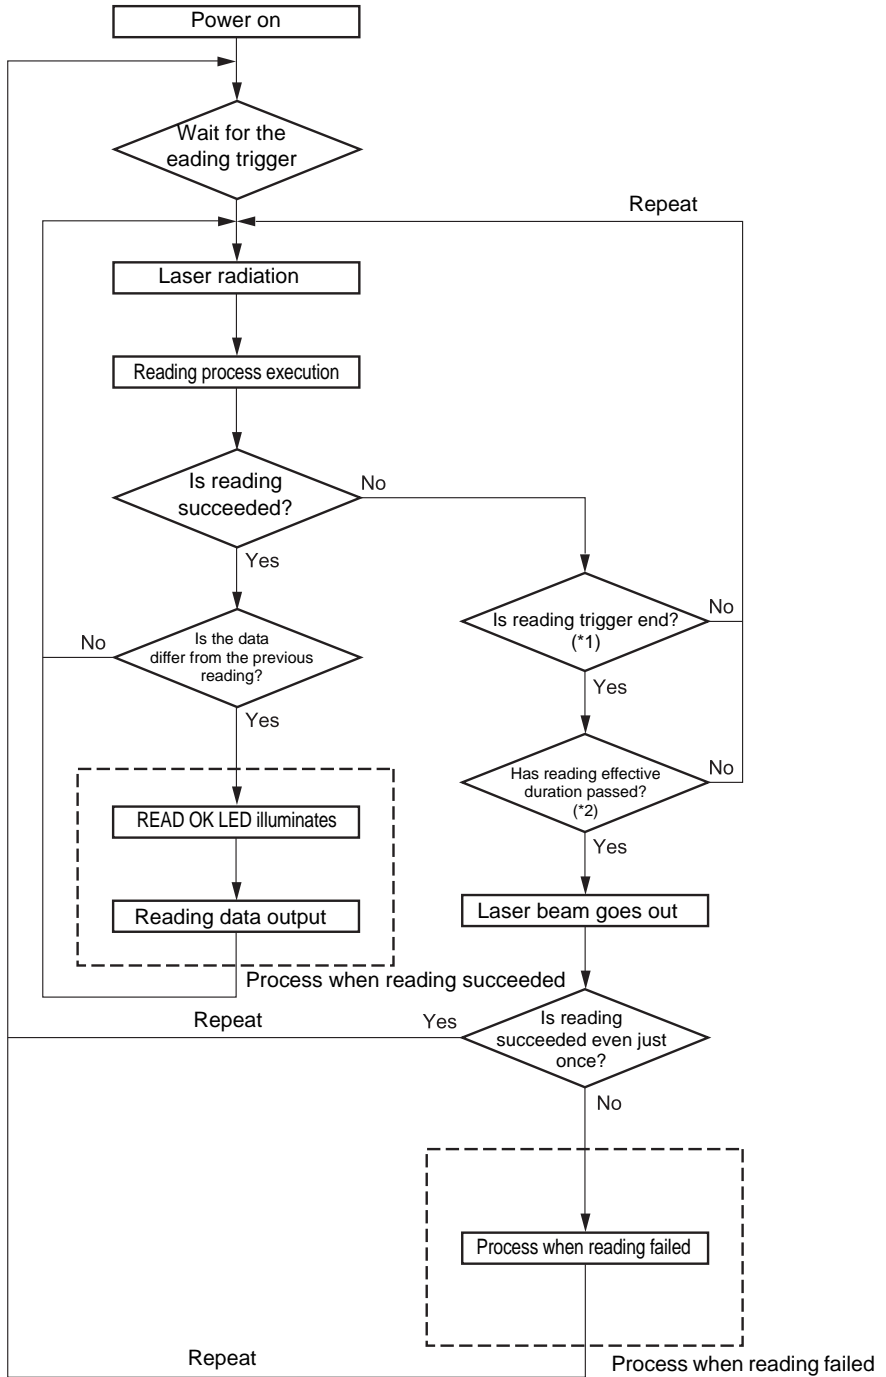 Power on
Wait for the
eading trigger
Repeat
Laser radiation
Reading process execution
Is reading
succeeded?
No
Yes
Is reading trigger end?
(*1)
No
Yes
No
Is the data
differ from the previous
reading?
Yes
Has reading effective
duration passed?
(*2)
No
Yes
READ OK LED illuminates
Reading data output
Process when reading succeeded
Laser beam goes out
Repeat
Yes
Is reading
succeeded even just
once?
No
Process when reading failed
Repeat
Process when reading failed